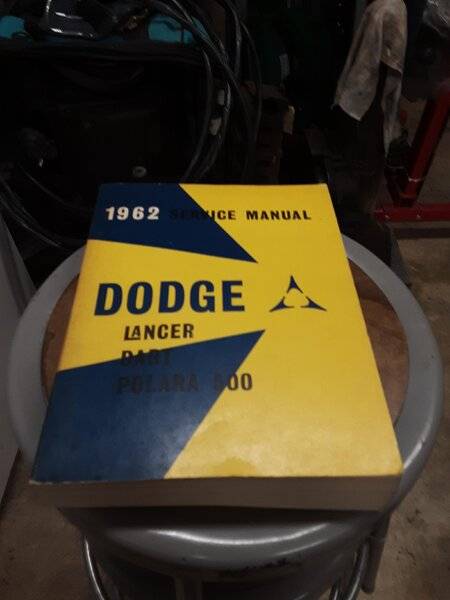 1962 SERVICE MANUAL
DODGE
LANCER
DART
POLARA 500